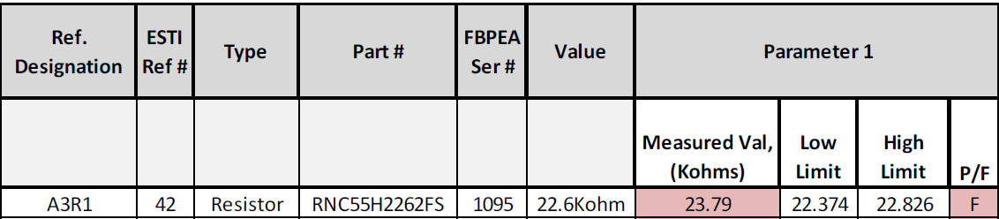 Ref. Designation ESTI Ref # Type Part # FBPEA Ser # Value Parameter 1
Measured Val, (Kohms) Low Limit High Limit P/F
A3R1 42 Resistor RNC55H2262FS 1095 22.6Kohm 23.79 22.374 22.826 F